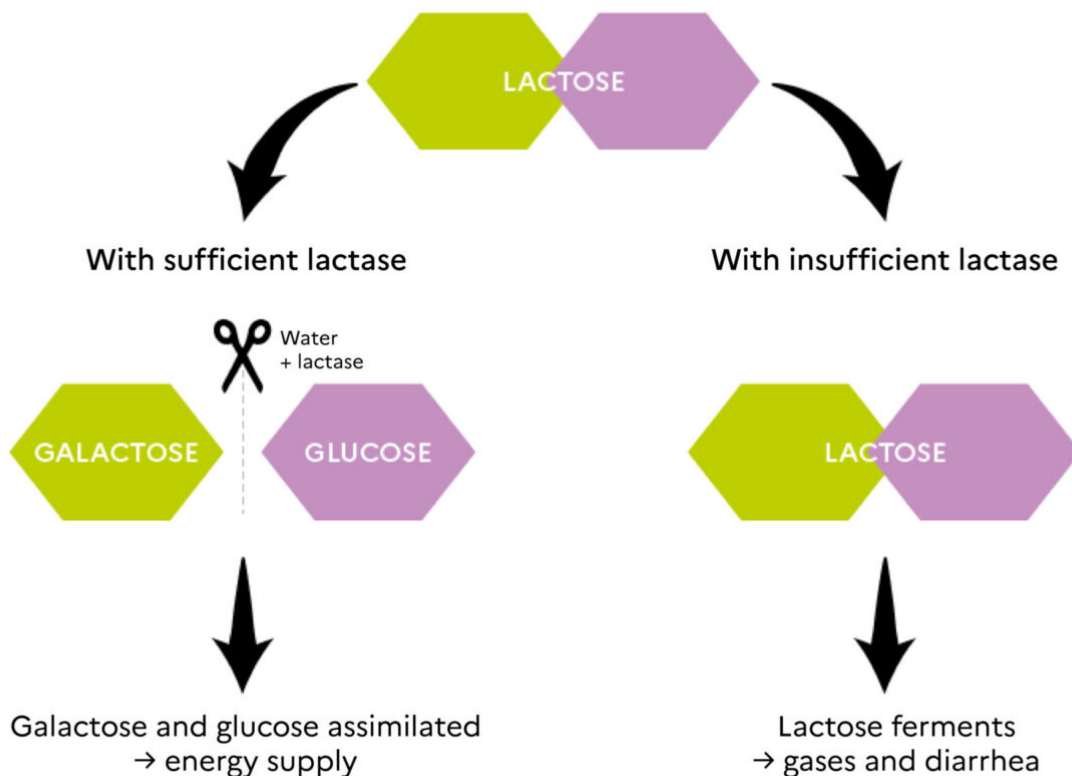 LACTOSE
With sufficient lactase
With insufficient lactase
Water
+ lactase
GALACTOSE
GLUCOSE
LACTOSE
Galactose and glucose assimilated
→ energy supply
Lactose ferments
→ gases and diarrhea